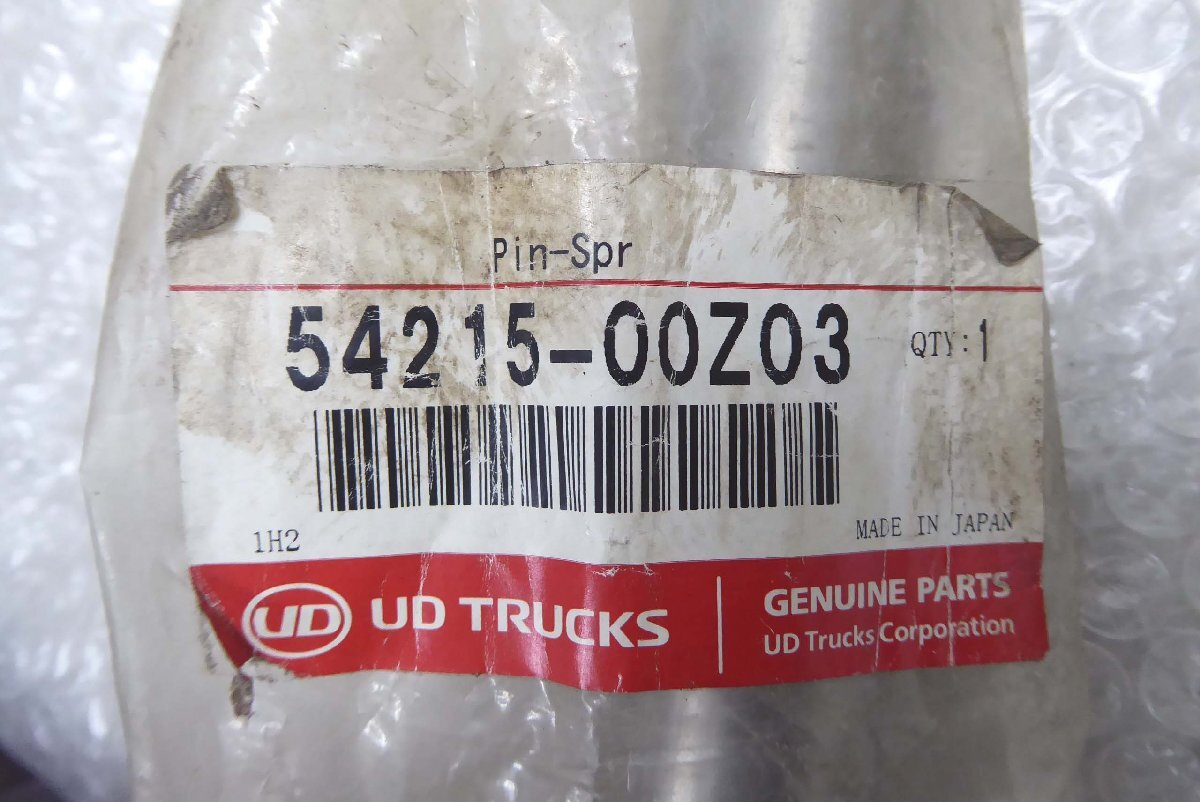 Pin-Spr
54215-00Z03 QTY:1
1H2 MADE IN JAPAN
UD UD TRUCKS GENUINE PARTS
UD Trucks Corporation